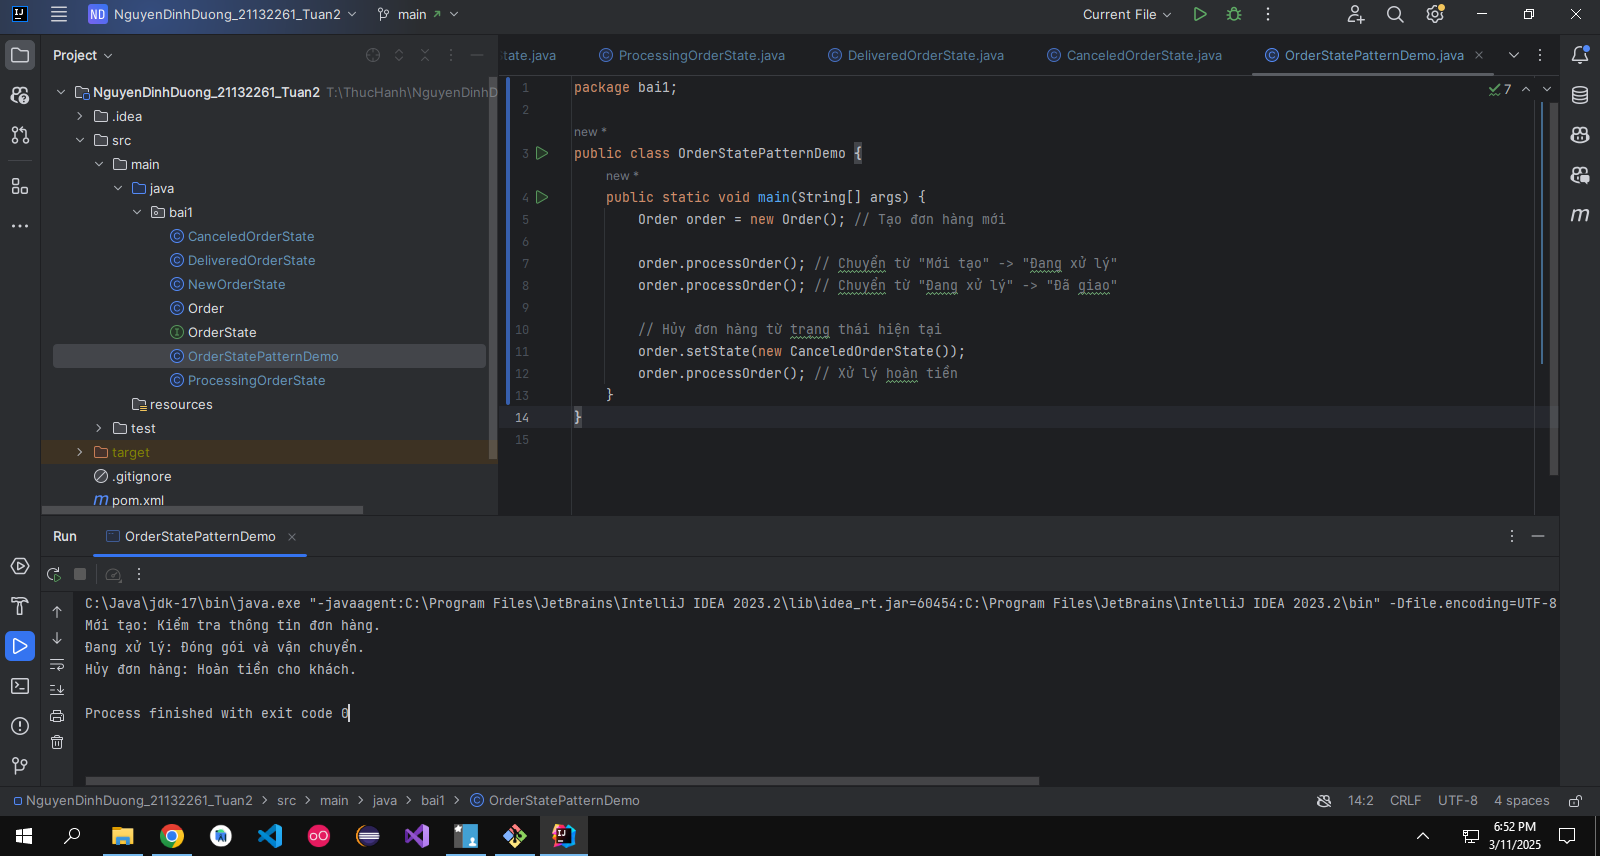 ND NguyenDinhDuong_21132261_Tuan2 main Current File
Project
NguyenDinhDuong_21132261_Tuan2 T:\ThucHanh\NguyenDinhD
.idea
src
main
java
bai1
CanceledOrderState
DeliveredOrderState
NewOrderState
Order
OrderState
OrderStatePatternDemo
ProcessingOrderState
resources
test
target
.gitignore
pom.xml
tate.java ProcessingOrderState.java DeliveredOrderState.java CanceledOrderState.java OrderStatePatternDemo.java
7
1 package bai1;
2
new *
3 public class OrderStatePatternDemo {
new *
4 public static void main(String[] args) {
5 Order order = new Order(); // Tạo đơn hàng mới
6
7 order.processOrder(); // Chuyển từ "Mới tạo" -> "Đang xử lý"
8 order.processOrder(); // Chuyển từ "Đang xử lý" -> "Đã giao"
9
10 // Hủy đơn hàng từ trạng thái hiện tại
11 order.setState(new CanceledOrderState());
12 order.processOrder(); // Xử lý hoàn tiền
13 }
14 }
15
Run OrderStatePatternDemo
C:\Java\jdk-17\bin\java.exe "-javaagent:C:\Program Files\JetBrains\IntelliJ IDEA 2023.2\lib\idea_rt.jar=60454:C:\Program Files\JetBrains\IntelliJ IDEA 2023.2\bin" -Dfile.encoding=UTF-8
Mới tạo: Kiểm tra thông tin đơn hàng.
Đang xử lý: Đóng gói và vận chuyển.
Hủy đơn hàng: Hoàn tiền cho khách.
Process finished with exit code 0
NguyenDinhDuong_21132261_Tuan2 > src > main > java > bai1 > OrderStatePatternDemo 14:2 CRLF UTF-8 4 spaces
6:52 PM
3/11/2025